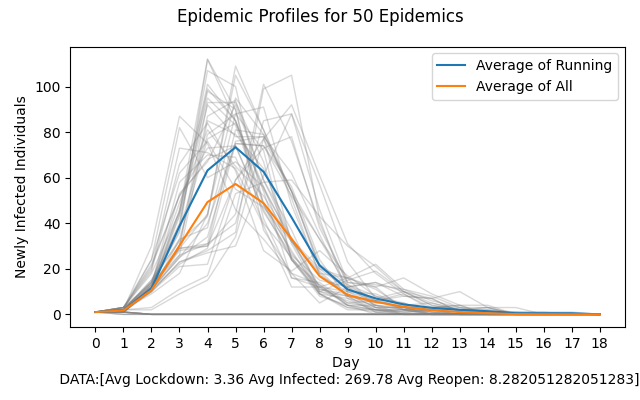 Epidemic Profiles for 50 Epidemics
Average of Running
Average of All
Newly Infected Individuals
100
80
60
40
20
0
0 1 2 3 4 5 6 7 8 9 10 11 12 13 14 15 16 17 18
Day
DATA:[Avg Lockdown: 3.36 Avg Infected: 269.78 Avg Reopen: 8.282051282051283]